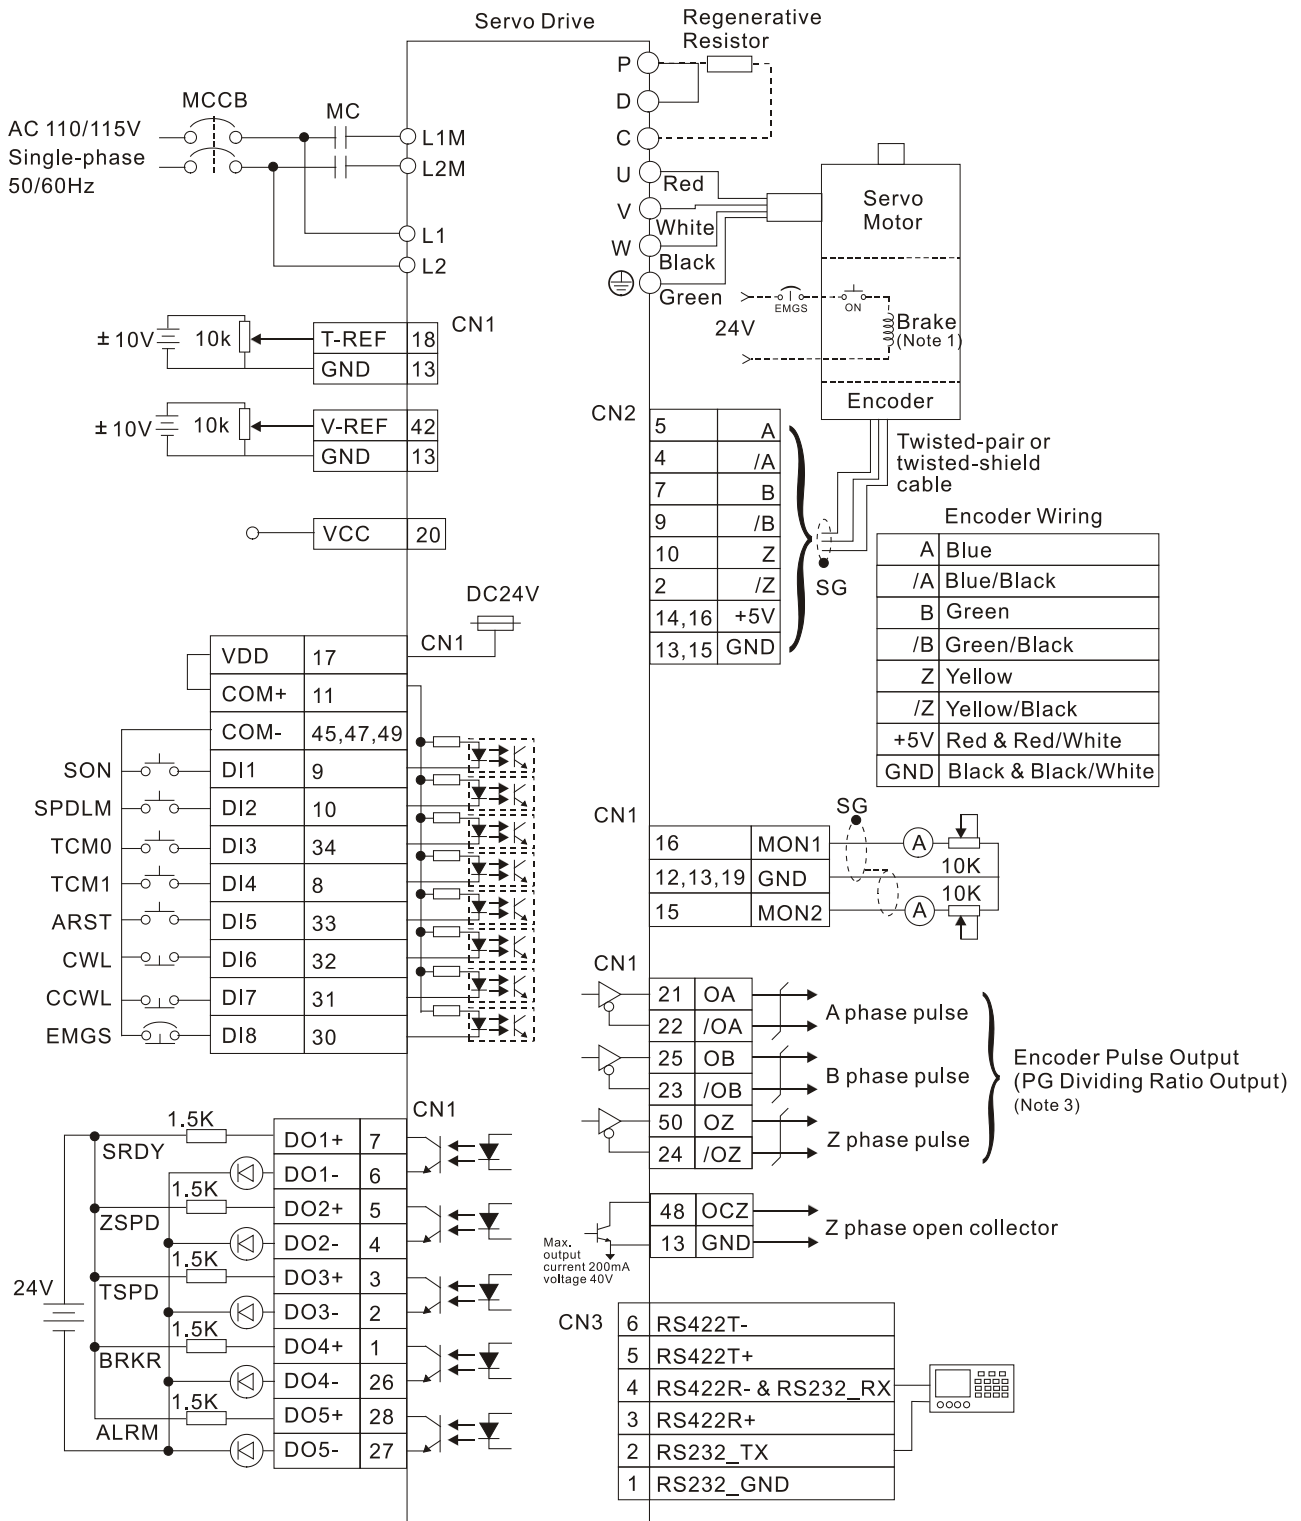 Servo Drive
Regenerative
Resistor
P
D
C
U
V
W
Red
White
Black
Green
MCCB
MC
AC 110/115V
Single-phase
50/60Hz
L1M
L2M
L1
L2
Servo
Motor
24V
EMGS
ON
Brake
(Note 1)
Encoder
± 10V
10k
T-REF 18
GND 13
CN1
± 10V
10k
V-REF 42
GND 13
VCC 20
CN2
5 A
4 /A
7 B
9 /B
10 Z
2 /Z
14,16 +5V
13,15 GND
SG
Twisted-pair or
twisted-shield
cable
Encoder Wiring
A Blue
/A Blue/Black
B Green
/B Green/Black
Z Yellow
/Z Yellow/Black
+5V Red & Red/White
GND Black & Black/White
DC24V
CN1
VDD 17
COM+ 11
COM- 45,47,49
SON DI1 9
SPDLM DI2 10
TCM0 DI3 34
TCM1 DI4 8
ARST DI5 33
CWL DI6 32
CCWL DI7 31
EMGS DI8 30
CN1
SG
16 MON1
12,13,19 GND
15 MON2
A
10K
10K
A
CN1
21 OA
22 /OA
A phase pulse
25 OB
23 /OB
B phase pulse
50 OZ
24 /OZ
Z phase pulse
Encoder Pulse Output
(PG Dividing Ratio Output)
(Note 3)
48 OCZ
13 GND
Z phase open collector
Max.
output
current 200mA
voltage 40V
CN1
24V
1.5K
SRDY
DO1+ 7
DO1- 6
1.5K
ZSPD
DO2+ 5
DO2- 4
1.5K
TSPD
DO3+ 3
DO3- 2
1.5K
BRKR
DO4+ 1
DO4- 26
1.5K
ALRM
DO5+ 28
DO5- 27
CN3
6 RS422T-
5 RS422T+
4 RS422R- & RS232_RX
3 RS422R+
2 RS232_TX
1 RS232_GND